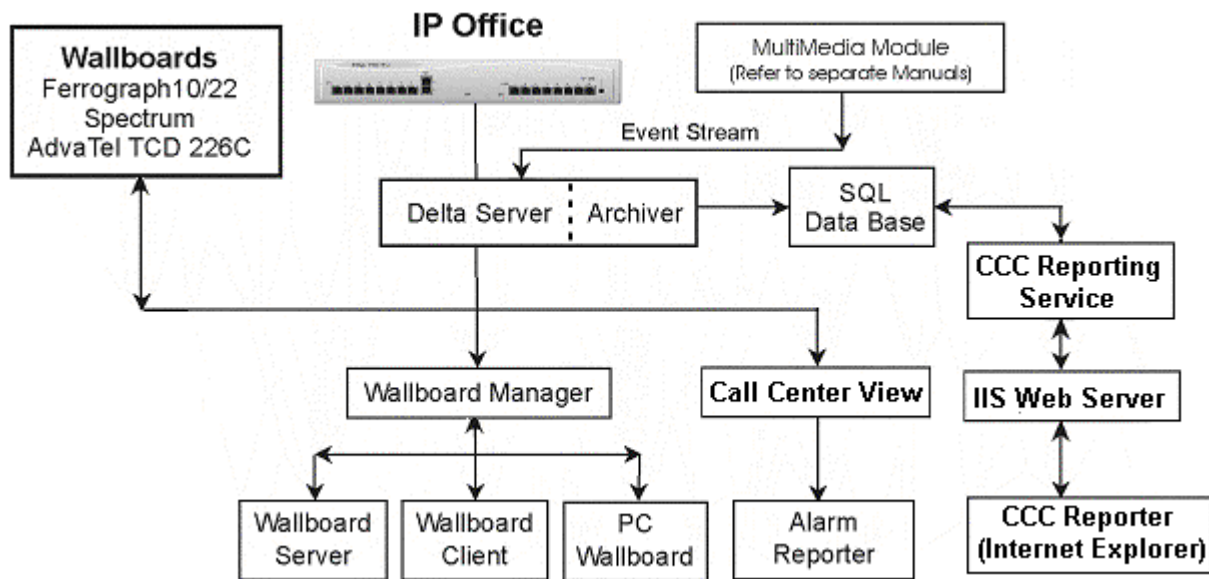 IP Office
Wallboards
Ferrograph10/22
Spectrum
AdvaTel TCD 226C
MultiMedia Module
(Refer to separate Manuals)
Event Stream
Delta Server
Archiver
SQL
Data Base
CCC Reporting
Service
Wallboard Manager
Call Center View
IIS Web Server
Wallboard
Server
Wallboard
Client
PC
Wallboard
Alarm
Reporter
CCC Reporter
(Internet Explorer)